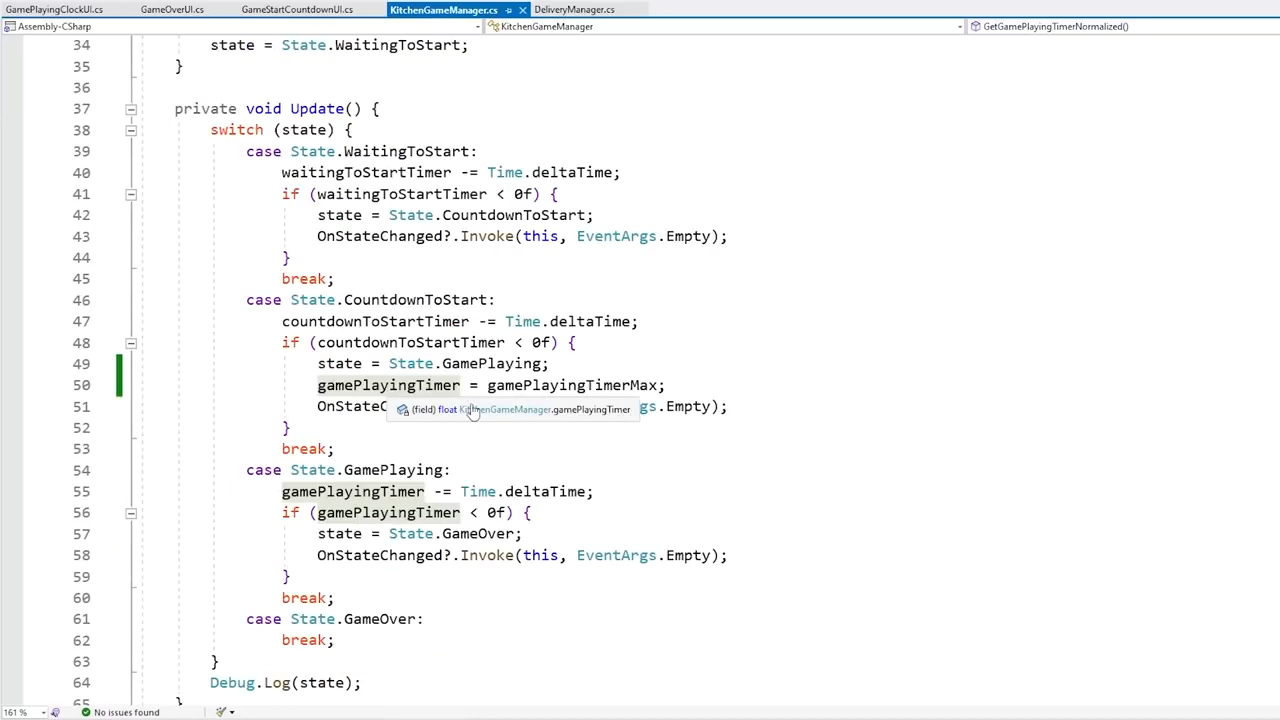 GamePlayingClockUI.cs GameOverUI.cs GameStartCountdownUI.cs KitchenGameManager.cs DeliveryManager.cs
Assembly-CSharp KitchenGameManager GetGamePlayingTimerNormalized()
34 state = State.WaitingToStart;
35 }
36
37 private void Update() {
38 switch (state) {
39 case State.WaitingToStart:
40 waitingToStartTimer -= Time.deltaTime;
41 if (waitingToStartTimer < 0f) {
42 state = State.CountdownToStart;
43 OnStateChanged?.Invoke(this, EventArgs.Empty);
44 }
45 break;
46 case State.CountdownToStart:
47 countdownToStartTimer -= Time.deltaTime;
48 if (countdownToStartTimer < 0f) {
49 state = State.GamePlaying;
50 gamePlayingTimer = gamePlayingTimerMax;
51 OnStateC gs.Empty);
(field) float KitchenGameManager.gamePlayingTimer
52 }
53 break;
54 case State.GamePlaying:
55 gamePlayingTimer -= Time.deltaTime;
56 if (gamePlayingTimer < 0f) {
57 state = State.GameOver;
58 OnStateChanged?.Invoke(this, EventArgs.Empty);
59 }
60 break;
61 case State.GameOver:
62 break;
63 }
64 Debug.Log(state);
65 }
161 % No issues found